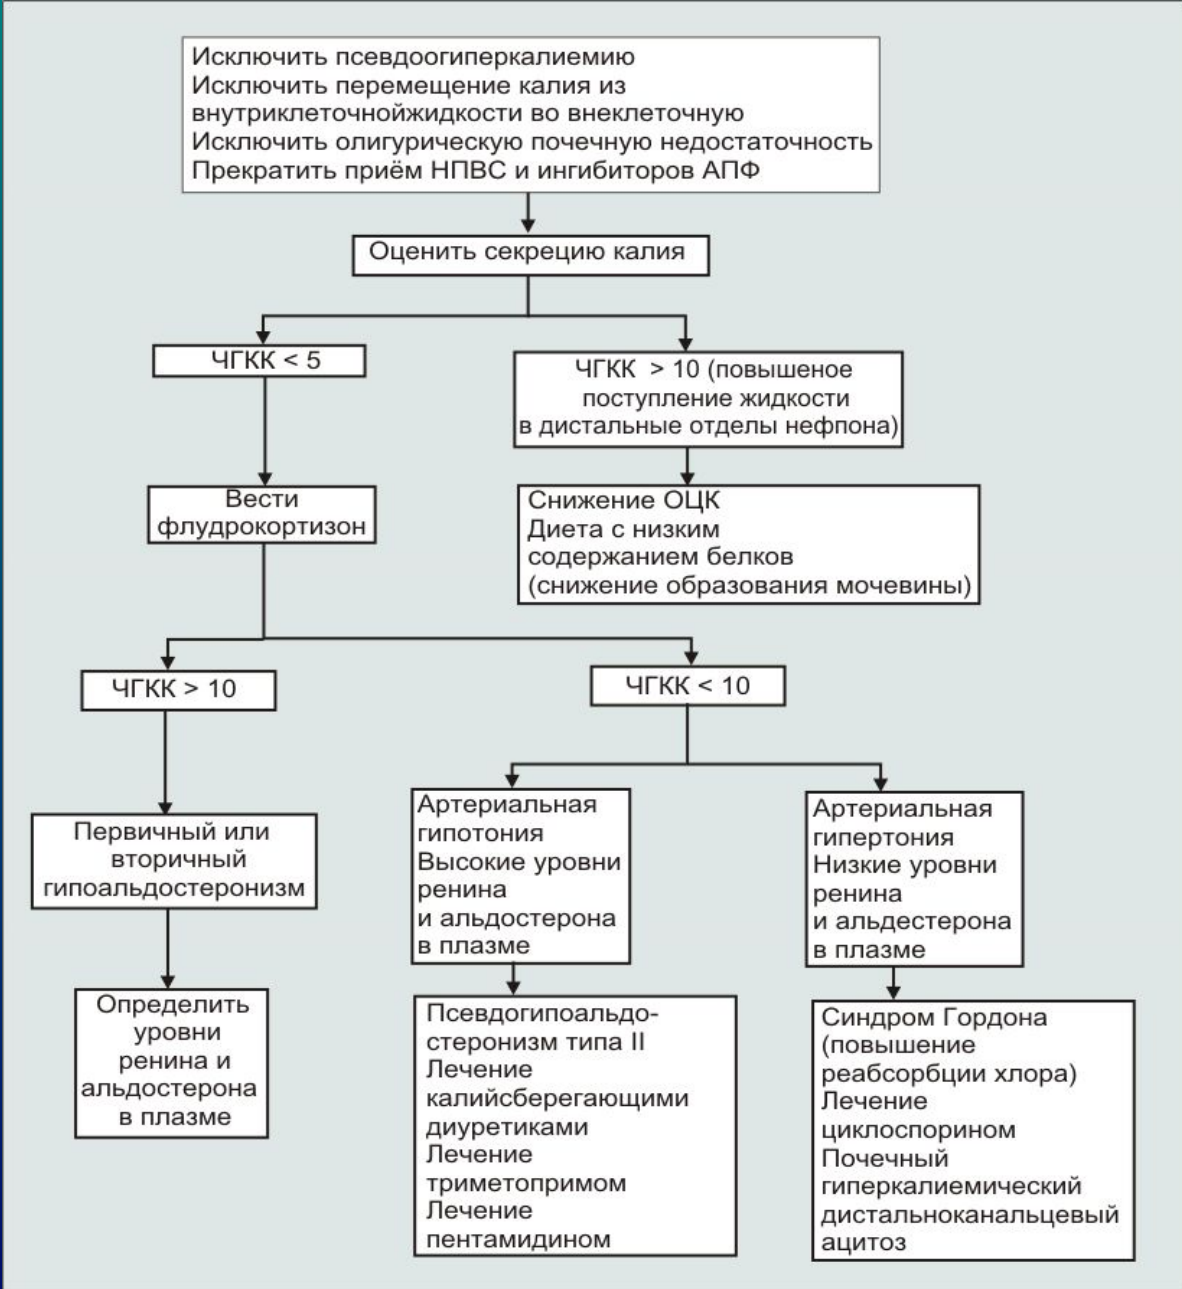 Исключить псевдоогиперкалиемию
Исключить перемещение калия из
внутриклеточнойжидкости во внеклеточную
Исключить олигурическую почечную недостаточность
Прекратить приём НПВС и ингибиторов АПФ
Оценить секрецию калия
ЧГКК < 5
ЧГКК > 10 (повышеное
поступление жидкости
в дистальные отделы нефпона)
Вести
флудрокортизон
Снижение ОЦК
Диета с низким
содержанием белков
(снижение образования мочевины)
ЧГКК > 10
ЧГКК < 10
Первичный или
вторичный
гипоальдостеронизм
Определить
уровни
ренина и
альдостерона
в плазме
Артериальная
гипотония
Высокие уровни
ренина
и альдостерона
в плазме
Псевдогипоальдо-
стеронизм типа II
Лечение
калийсберегающими
диуретиками
Лечение
триметопримом
Лечение
пентамидином
Артериальная
гипертония
Низкие уровни
ренина
и альдестерона
в плазме
Синдром Гордона
(повышение
реабсорбции хлора)
Лечение
циклоспорином
Почечный
гиперкалиемический
дистальноканальцевый
ацитоз